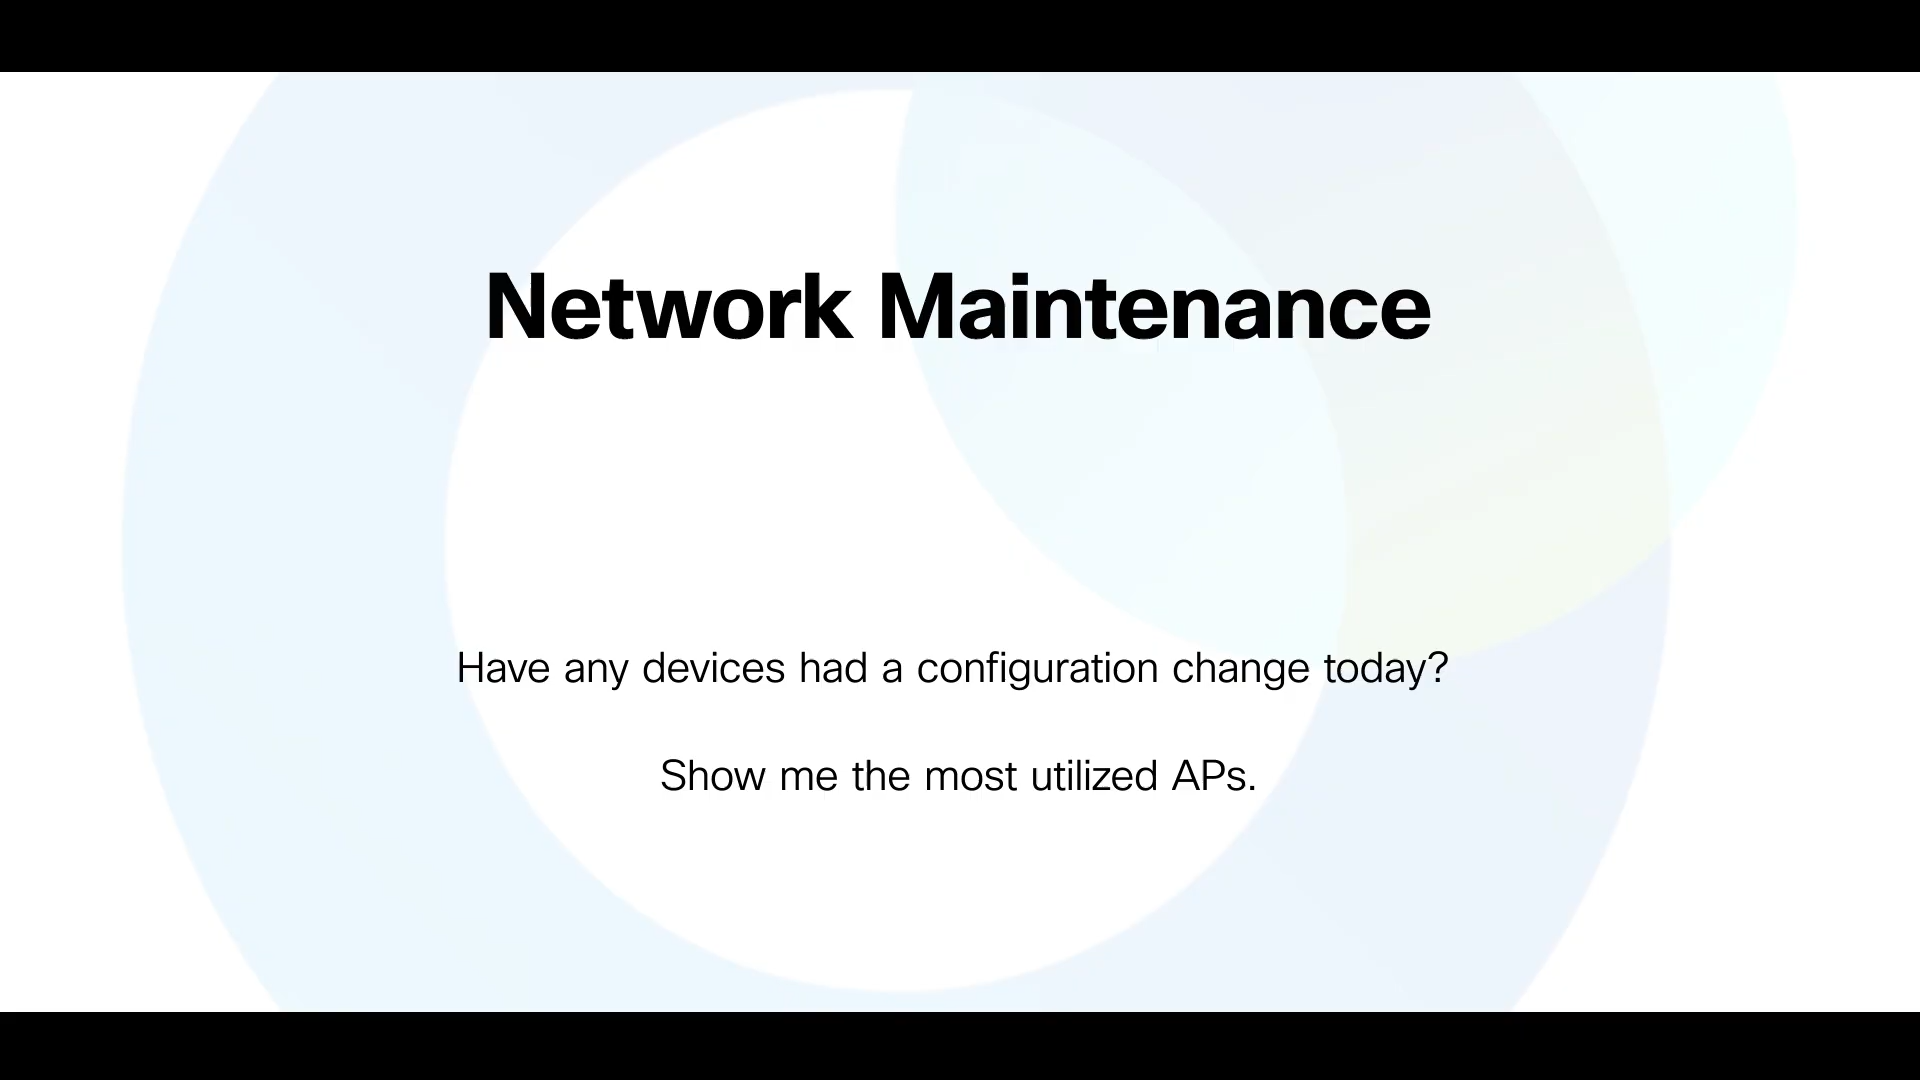 Network Maintenance
Have any devices had a configuration change today?
Show me the most utilized APs.